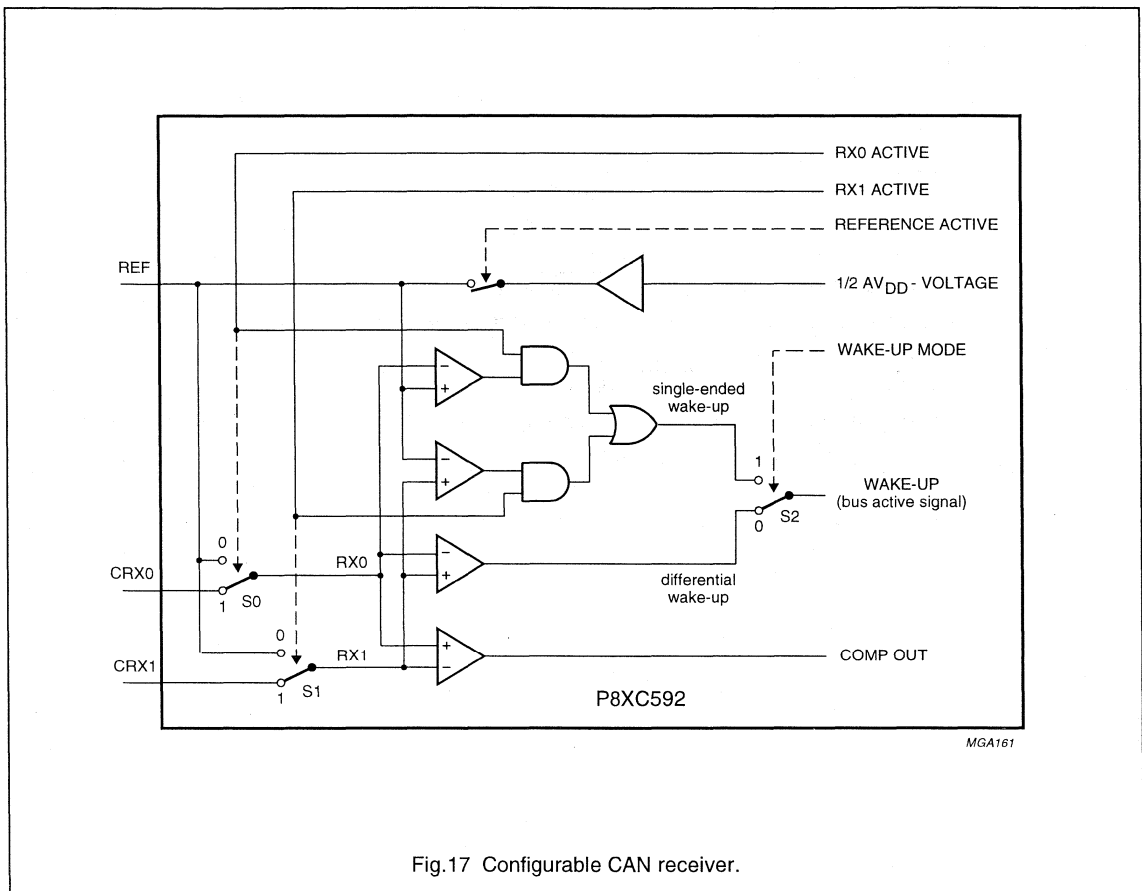 RX0 ACTIVE
RX1 ACTIVE
REFERENCE ACTIVE
REF
1/2 AVDD - VOLTAGE
WAKE-UP MODE
−
+
single-ended
wake-up
−
+
1
WAKE-UP
(bus active signal)
S2
0
0
−
+
RX0
CRX0
S0
1
differential
wake-up
0
+
−
RX1
COMP OUT
CRX1
S1
1
P8XC592
MGA161
Fig.17 Configurable CAN receiver.